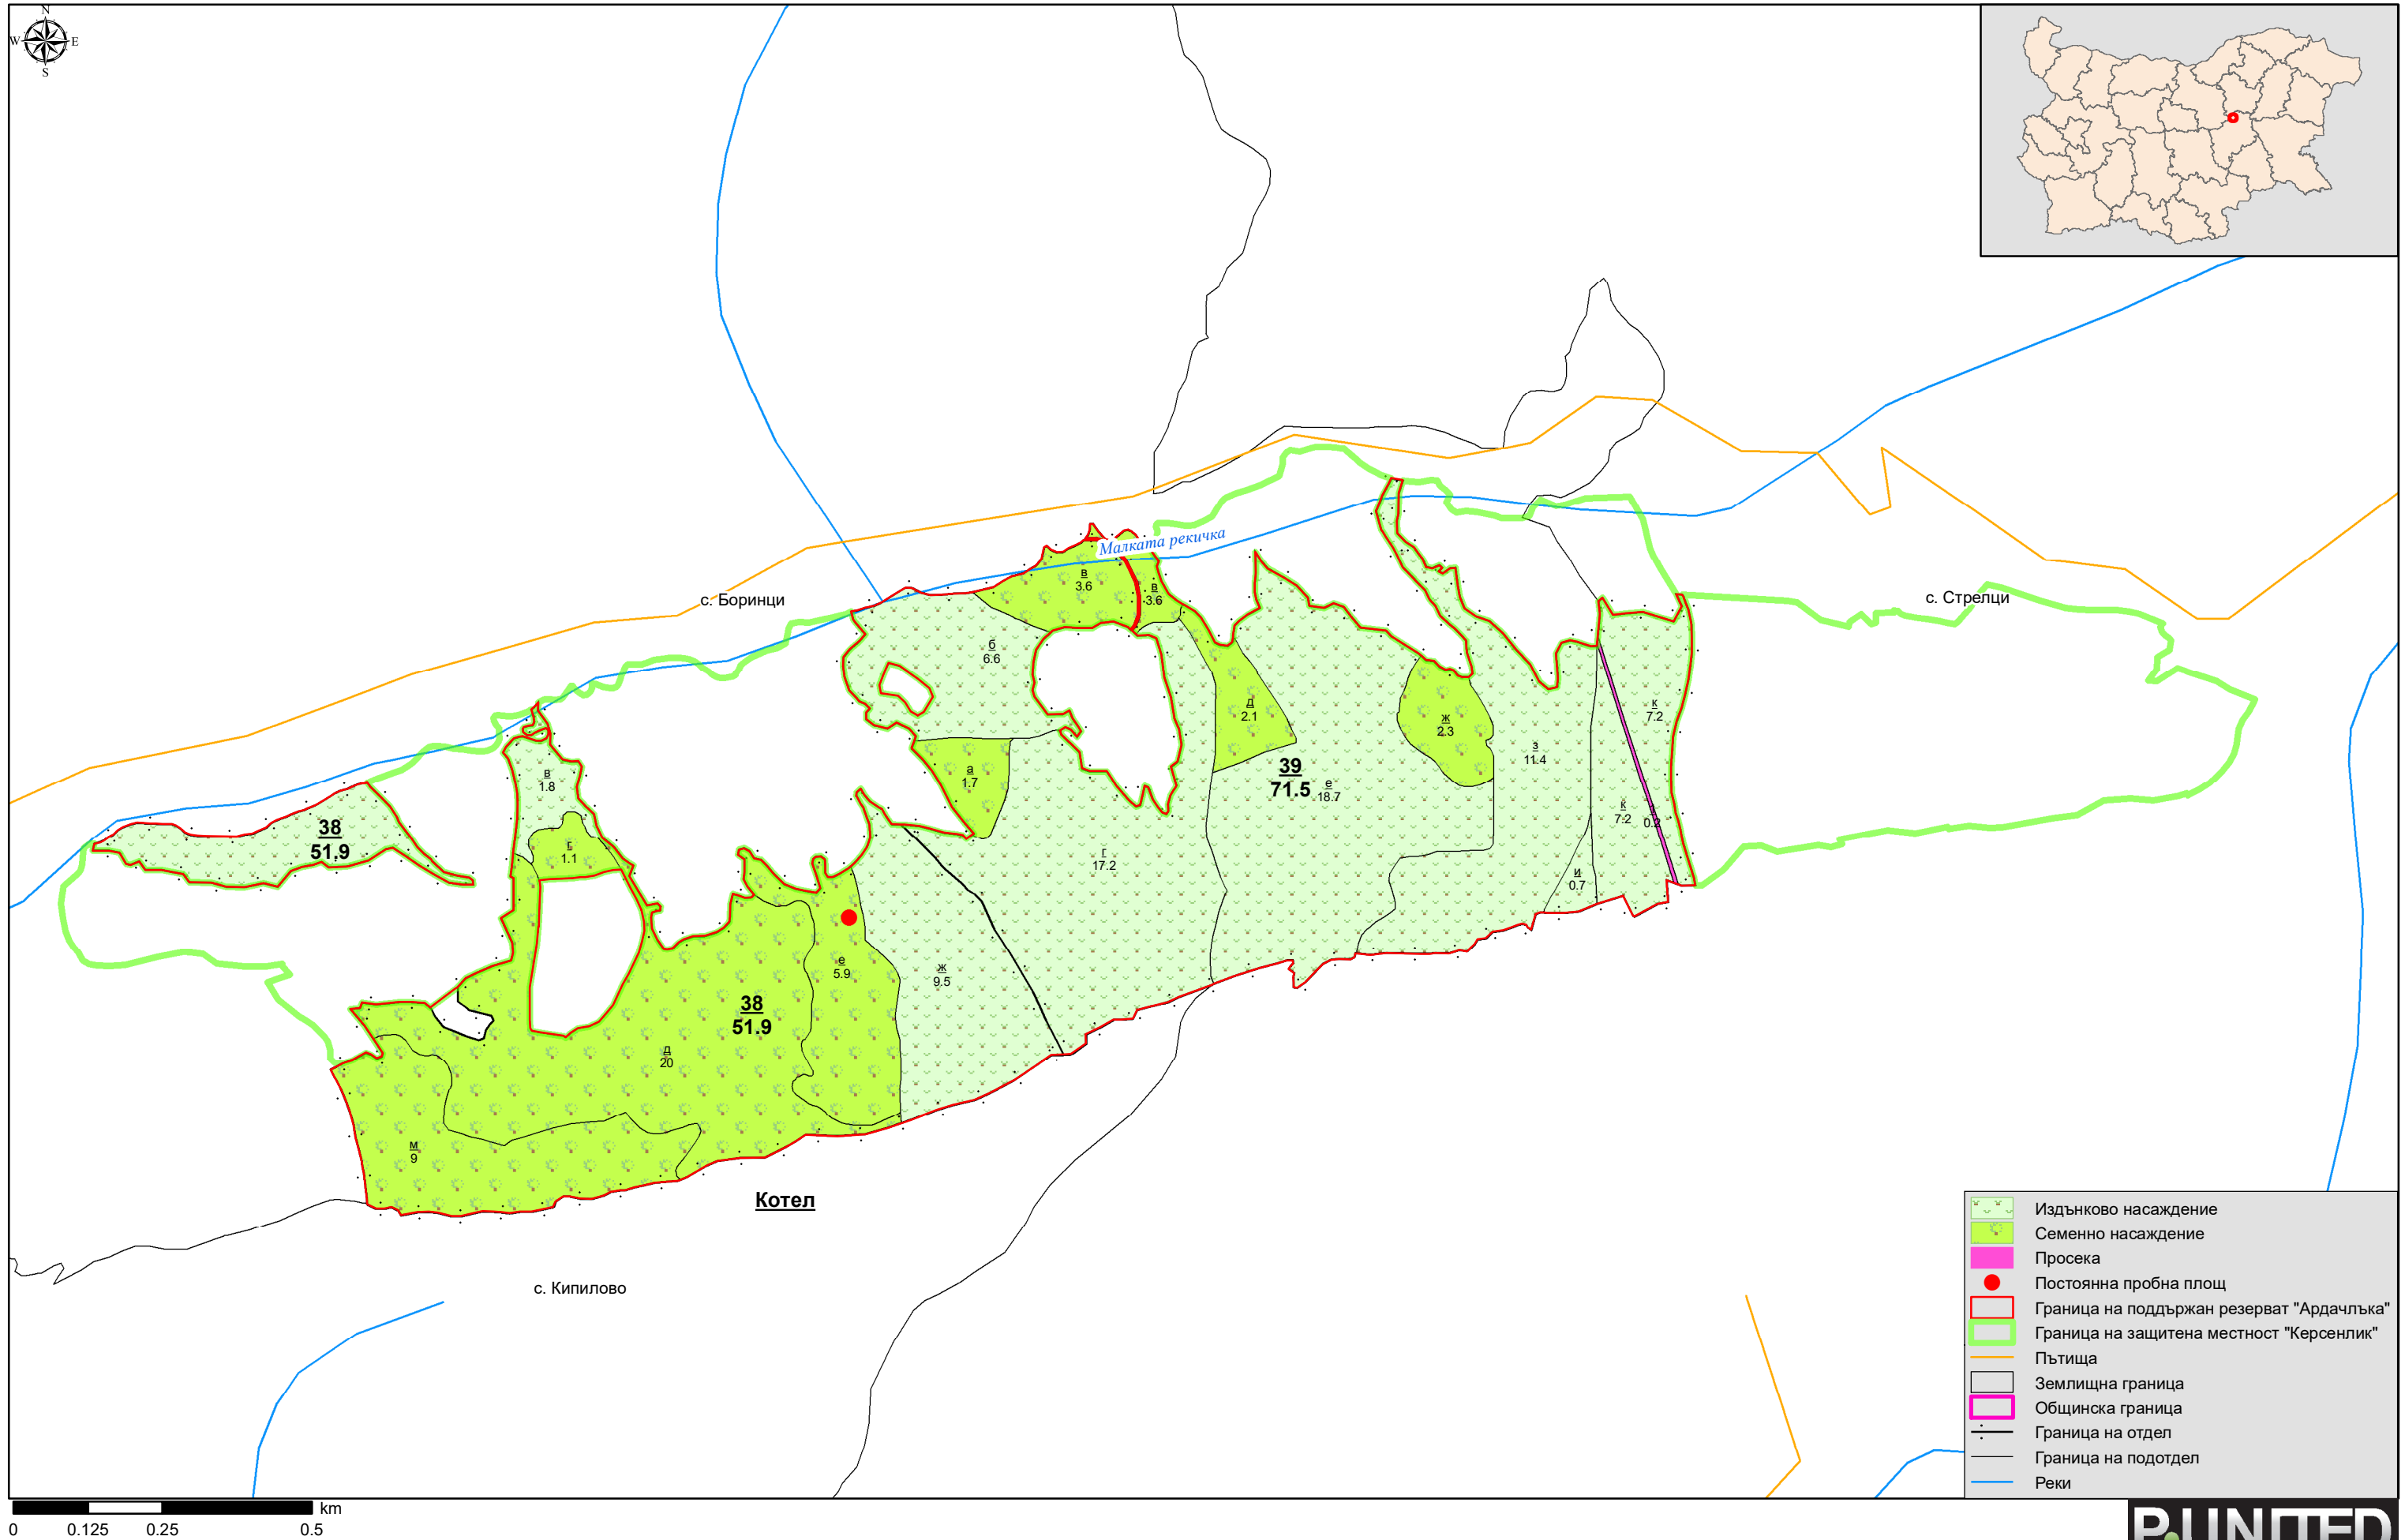 N
W E
S
Малката рекичка
с. Боринци
с. Стрелци
в
3.6
в
3.6
б
6.6
д
2.1
ж
2.3
к
7.2
з
11.4
а
1.7
39
71.5
е
18.7
в
1.8
к
7.2
0.2
38
51.9
г
1.1
г
17.2
и
0.7
е
5.9
ж
9.5
38
51.9
д
20
м
9
Котел
с. Кипилово
Издънково насаждение
Семенно насаждение
Просека
Постоянна пробна площ
Граница на поддържан резерват "Ардачлъка"
Граница на защитена местност "Керсенлик"
Пътища
Землищна граница
Общинска граница
Граница на отдел
Граница на подотдел
Реки
km
0 0.125 0.25 0.5
P.UNITED